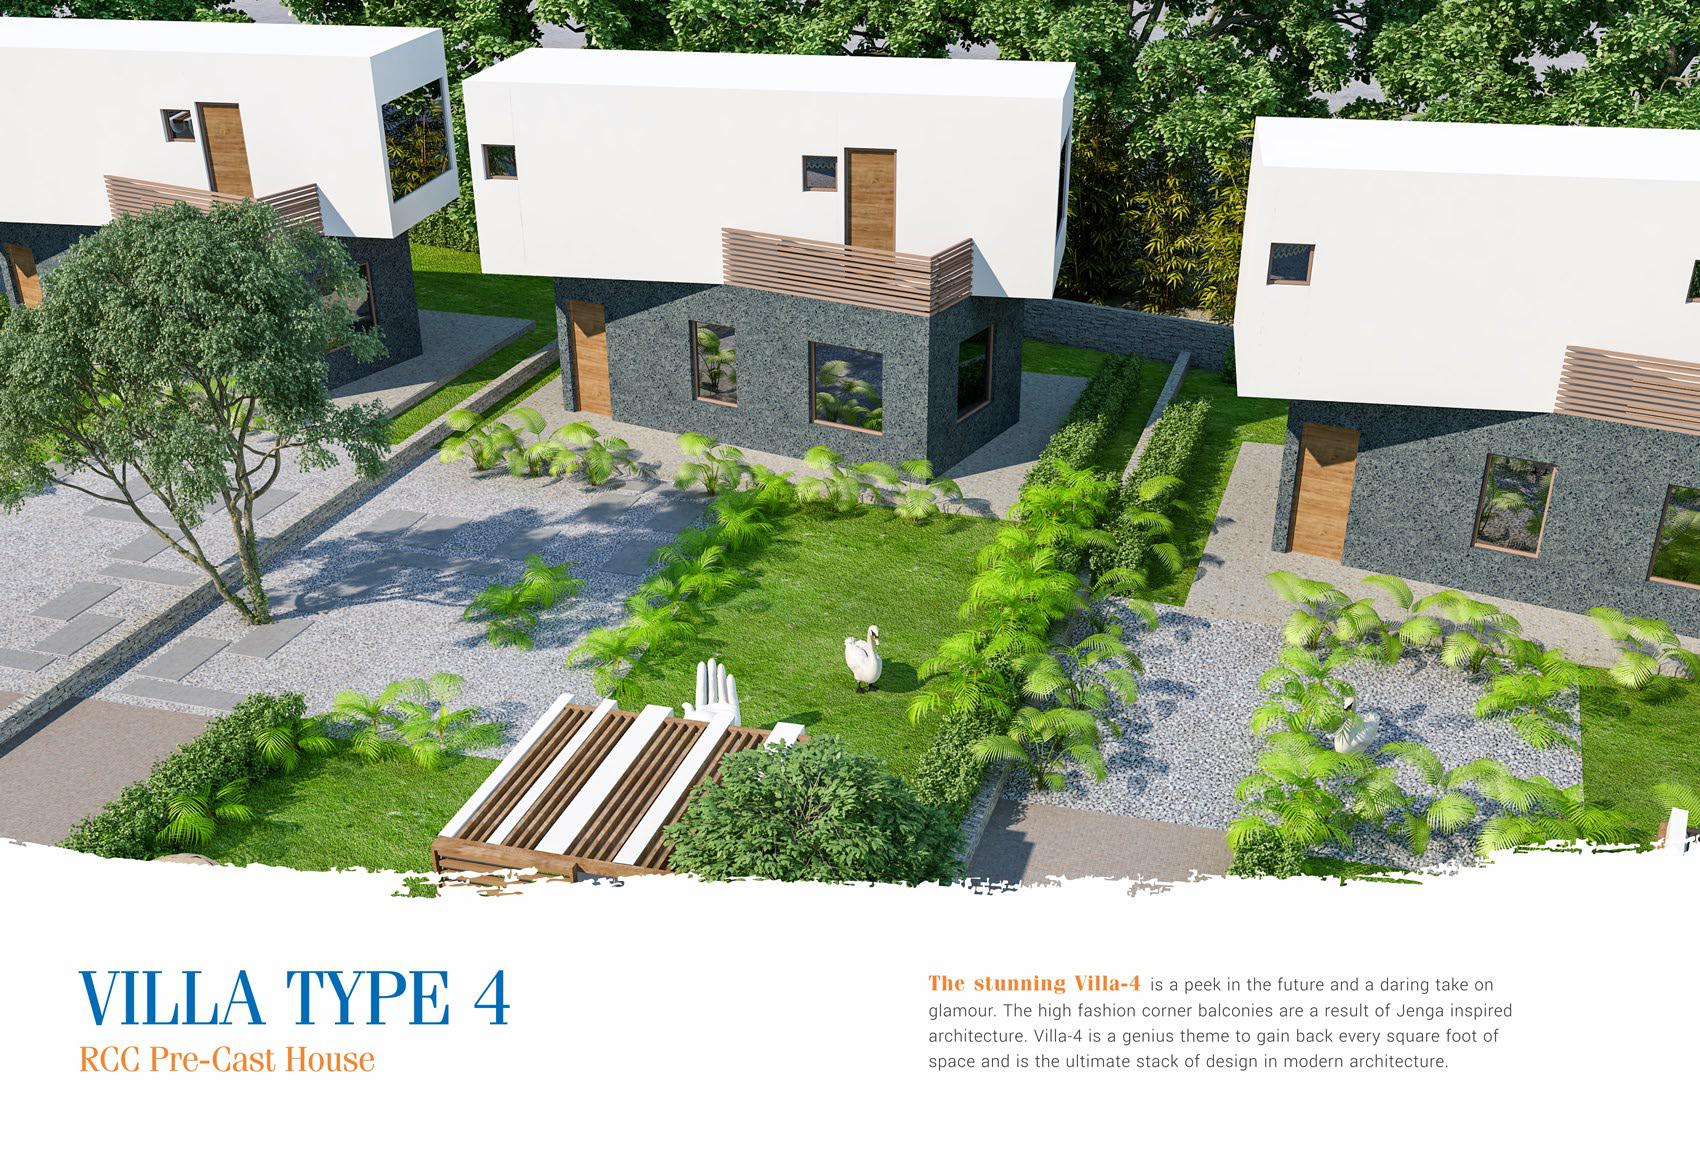 VILLA TYPE 4
RCC Pre-Cast House
The stunning Villa-4 is a peek in the future and a daring take on
glamour. The high fashion corner balconies are a result of Jenga inspired
architecture. Villa-4 is a genius theme to gain back every square foot of
space and is the ultimate stack of design in modern architecture.